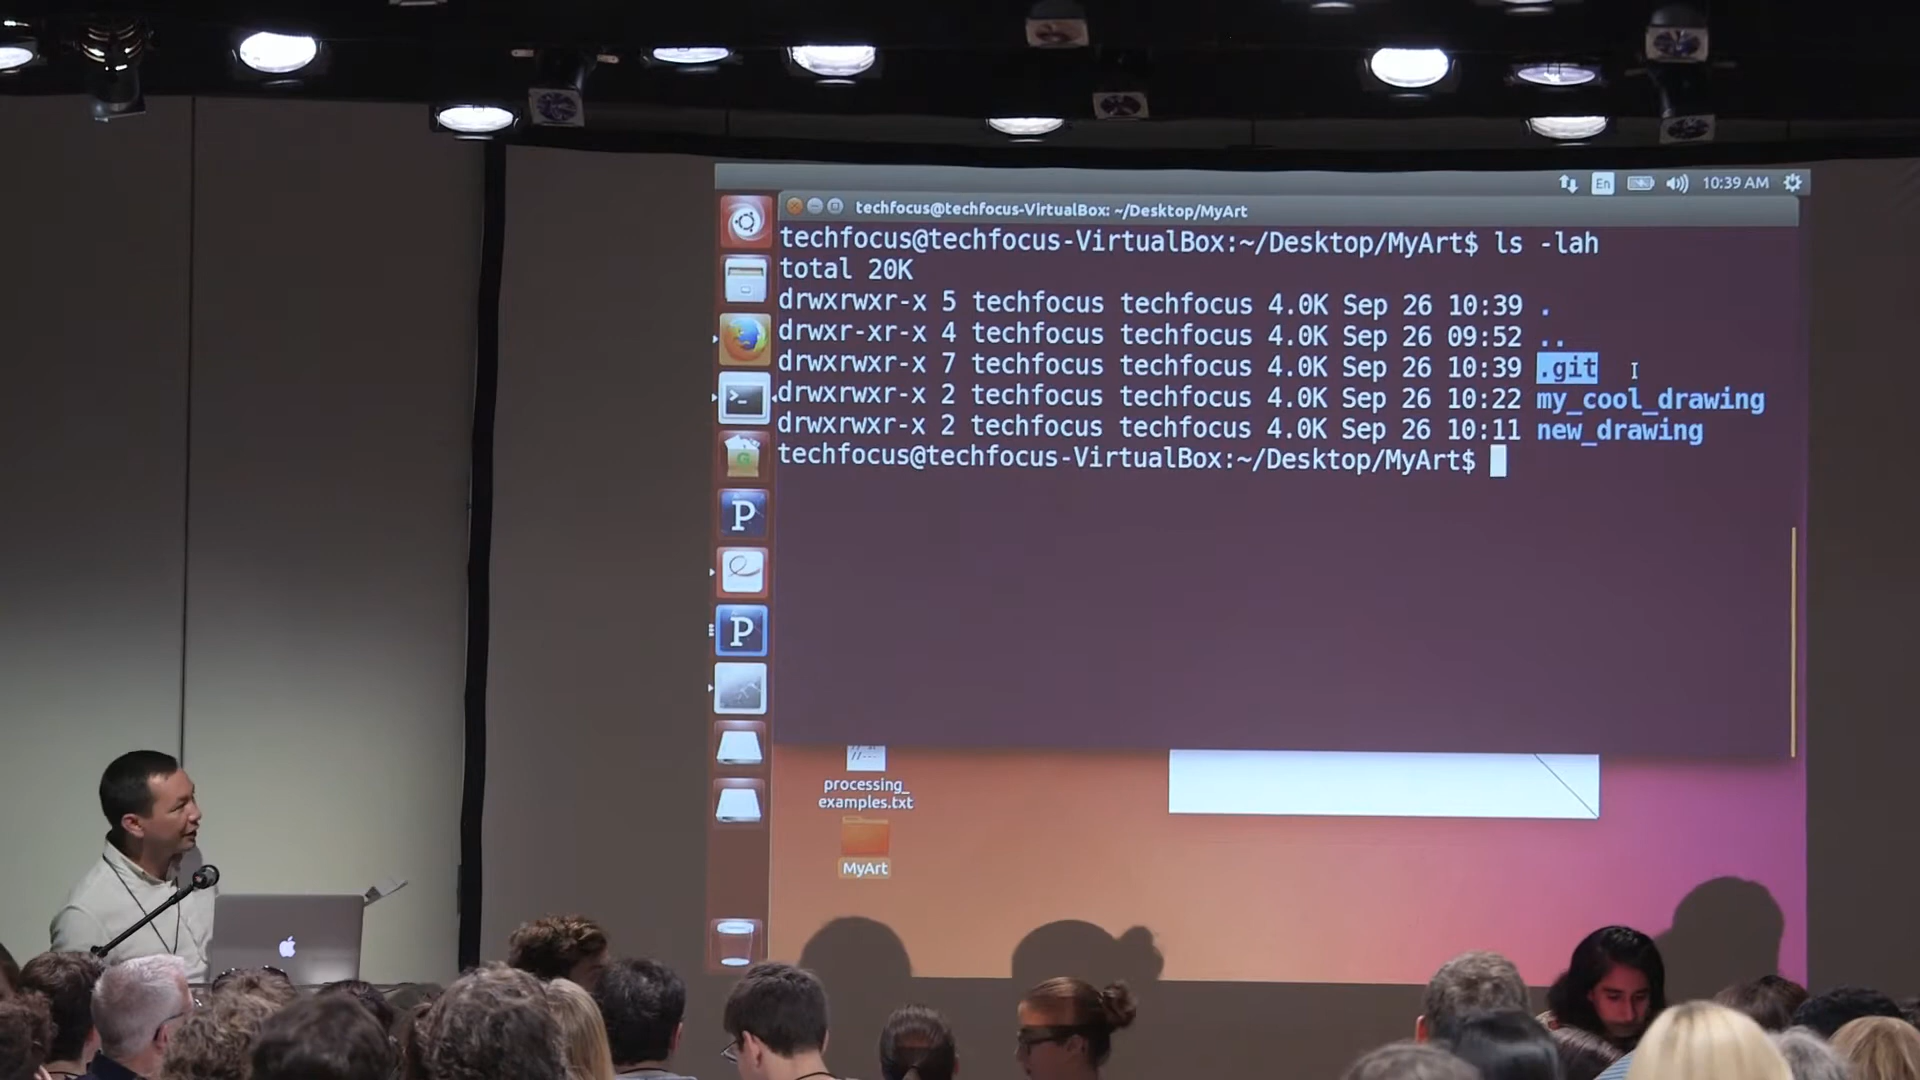 En 10:39 AM
techfocus@techfocus-VirtualBox: ~/Desktop/MyArt
techfocus@techfocus-VirtualBox:~/Desktop/MyArt$ ls -lah
total 20K
drwxrwxr-x 5 techfocus techfocus 4.0K Sep 26 10:39 .
drwxr-xr-x 4 techfocus techfocus 4.0K Sep 26 09:52 ..
drwxrwxr-x 7 techfocus techfocus 4.0K Sep 26 10:39 .git
drwxrwxr-x 2 techfocus techfocus 4.0K Sep 26 10:22 my_cool_drawing
drwxrwxr-x 2 techfocus techfocus 4.0K Sep 26 10:11 new_drawing
techfocus@techfocus-VirtualBox:~/Desktop/MyArt$
G
P
P
processing_
examples.txt
MyArt